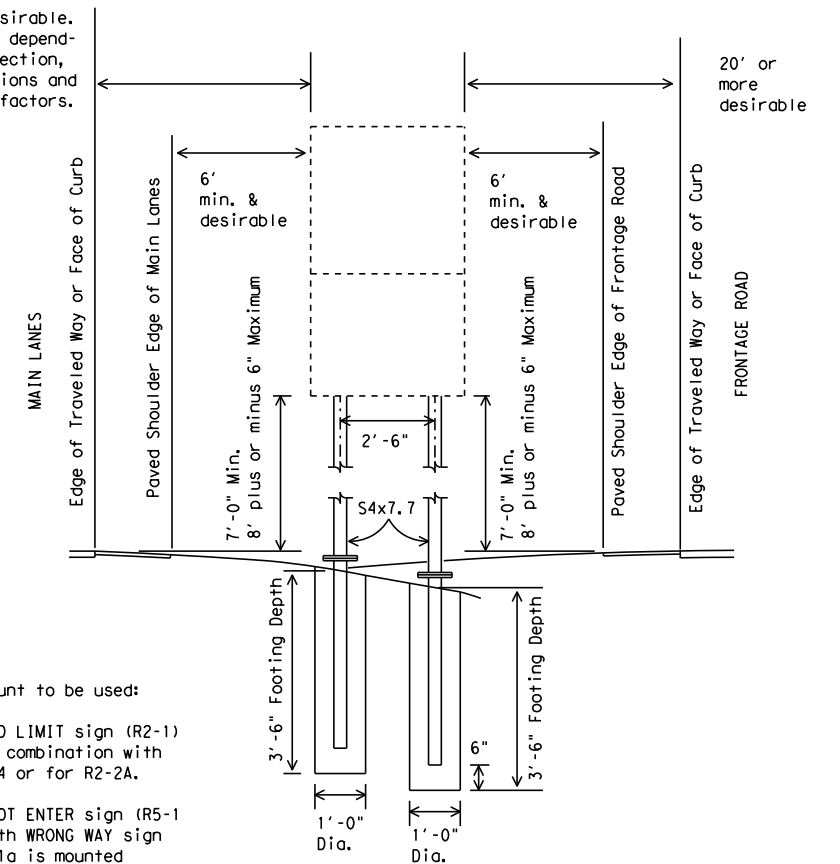 sirable.
depend-
ection,
ions and
factors.
20' or
more
desirable
6'
min. &
desirable
6'
min. &
desirable
MAIN LANES
Edge of Traveled Way or Face of Curb
Paved Shoulder Edge of Main Lanes
7'-0" Min.
8' plus or minus 6" Maximum
2'-6"
S4x7.7
7'-0" Min.
8' plus or minus 6" Maximum
Paved Shoulder Edge of Frontage Road
Edge of Traveled Way or Face of Curb
FRONTAGE ROAD
3'-6" Footing Depth
3'-6" Footing Depth
6"
1'-0"
Dia.
1'-0"
Dia.
unt to be used:
D LIMIT sign (R2-1)
combination with
4 or for R2-2A.
OT ENTER sign (R5-1
th WRONG WAY sign
1a is mounted